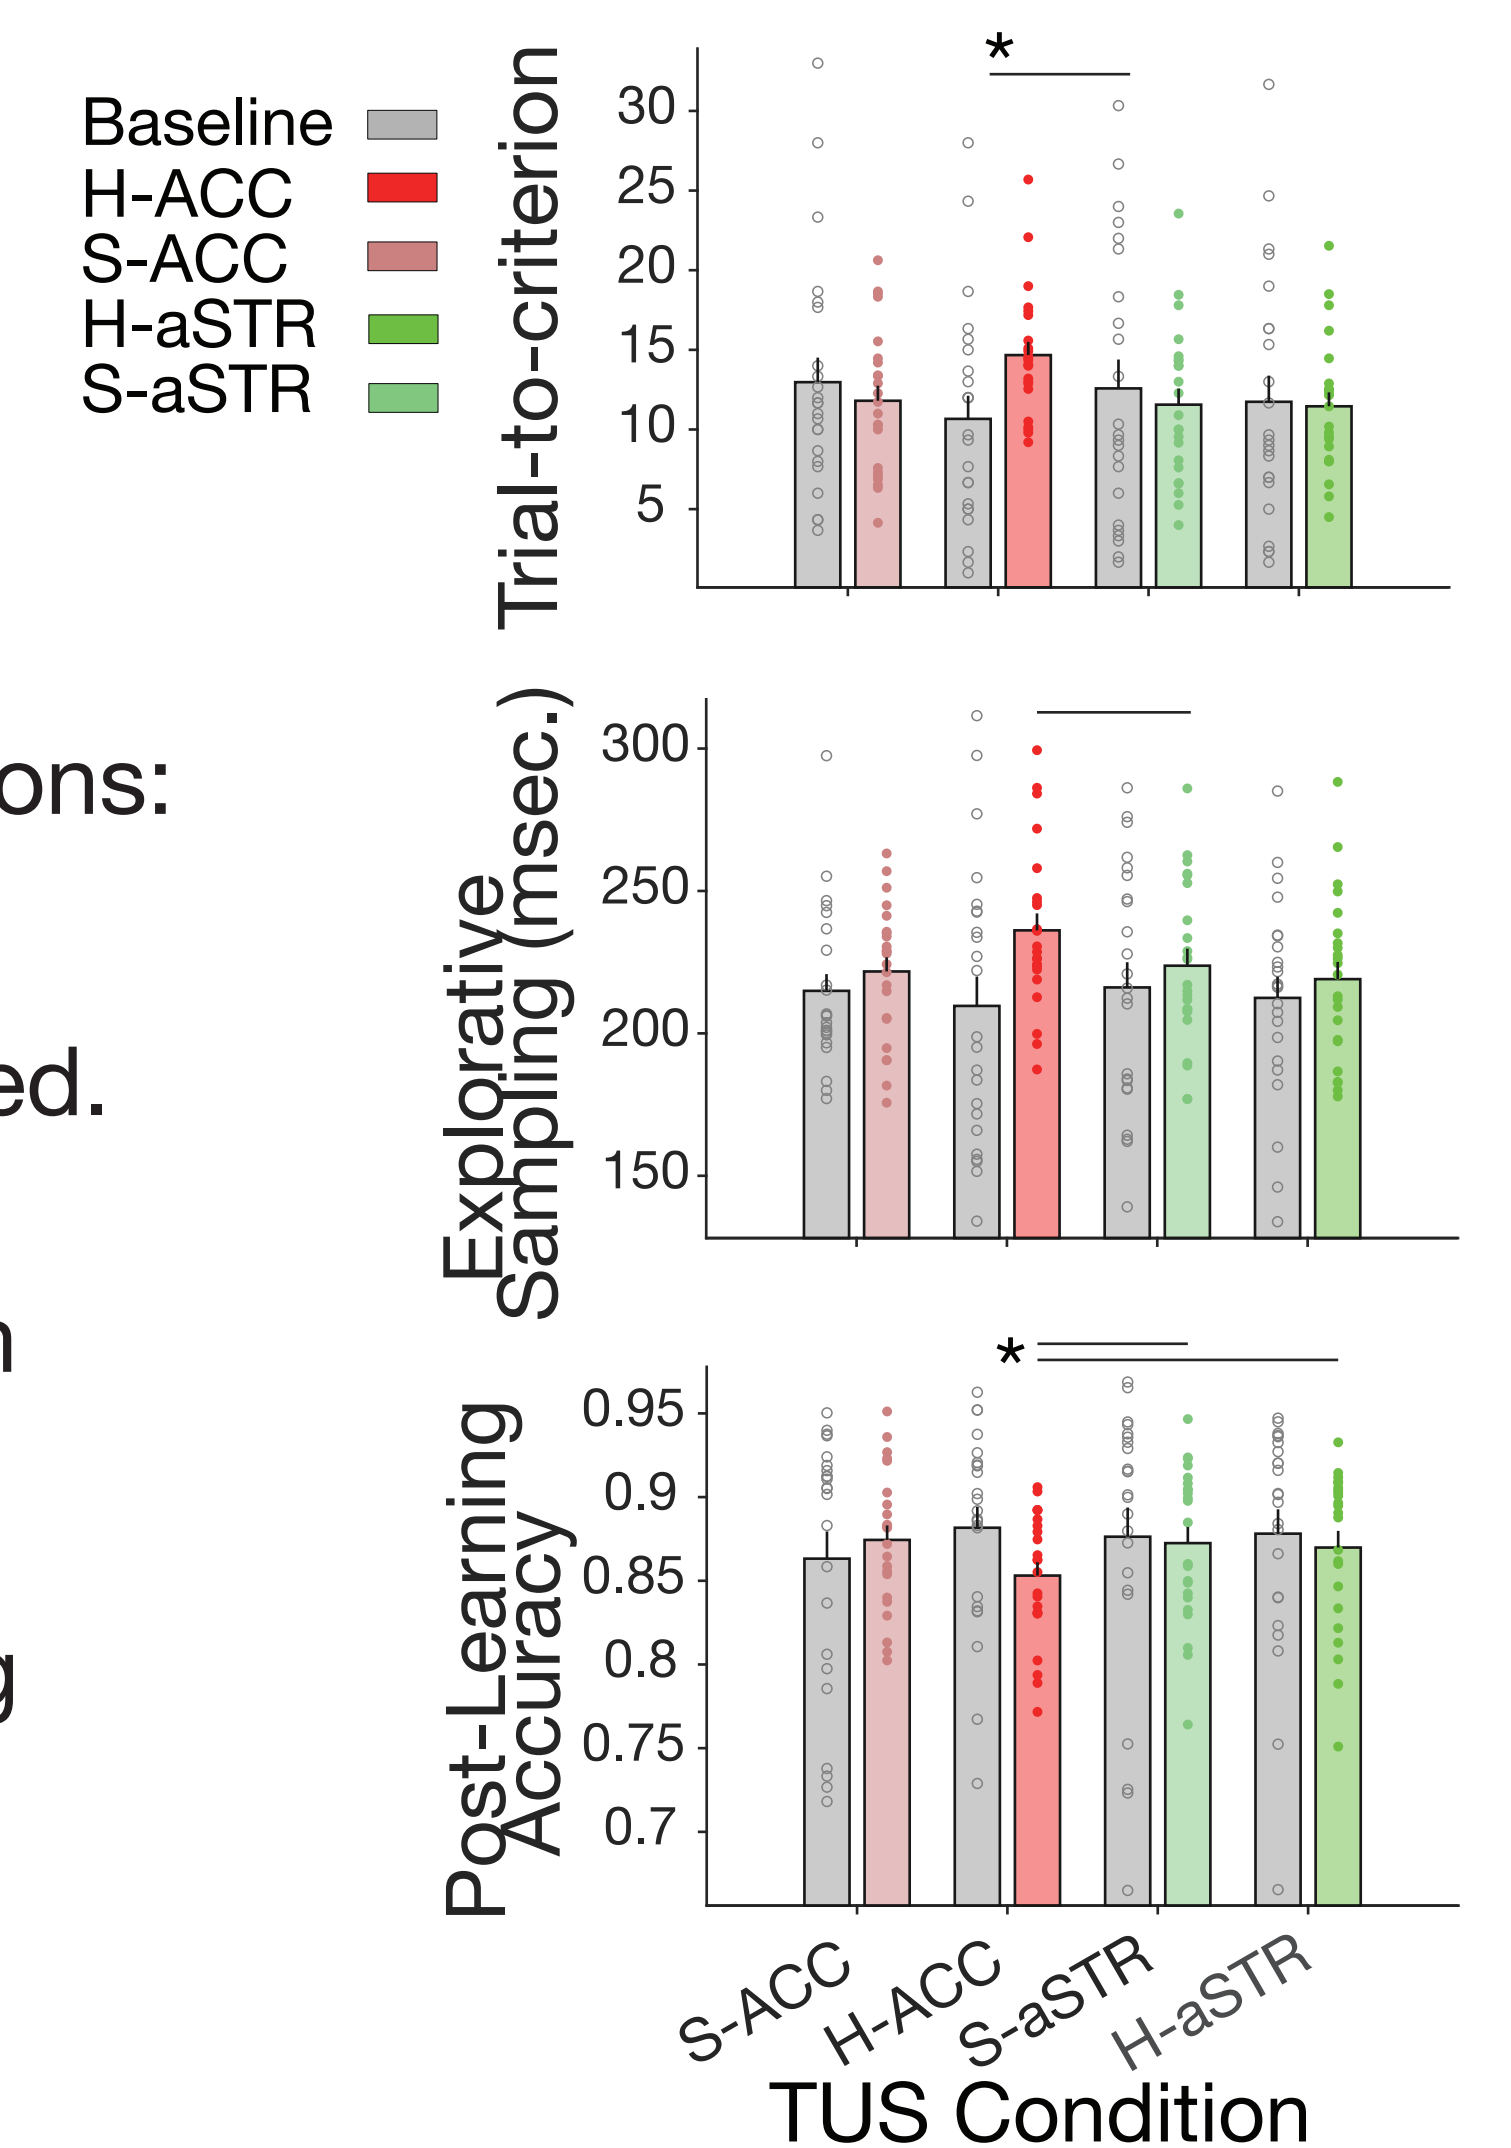 Baseline
H-ACC
S-ACC
H-aSTR
S-aSTR
ons:
ed.
n
g
Trial-to-criterion
*
30
25
20
15
10
5
Explorative
Sampling (msec.)
300
250
200
150
Post-Learning
Accuracy
*
0.95
0.9
0.85
0.8
0.75
0.7
S-ACC
H-ACC
S-aSTR
H-aSTR
TUS Condition